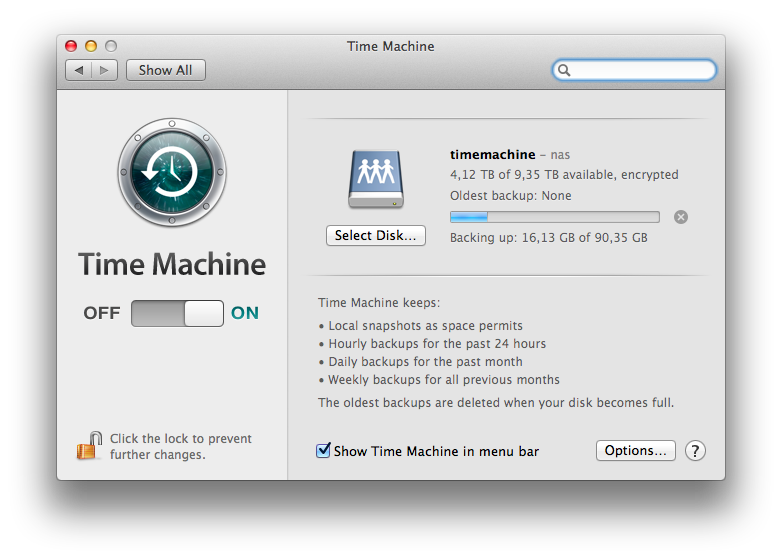 Time Machine
Show All
timemachine – nas
4,12 TB of 9,35 TB available, encrypted
Oldest backup: None
Select Disk...
Backing up: 16,13 GB of 90,35 GB
Time Machine
OFF ON
Time Machine keeps:
• Local snapshots as space permits
• Hourly backups for the past 24 hours
• Daily backups for the past month
• Weekly backups for all previous months
The oldest backups are deleted when your disk becomes full.
Click the lock to prevent
further changes.
Show Time Machine in menu bar
Options...
?